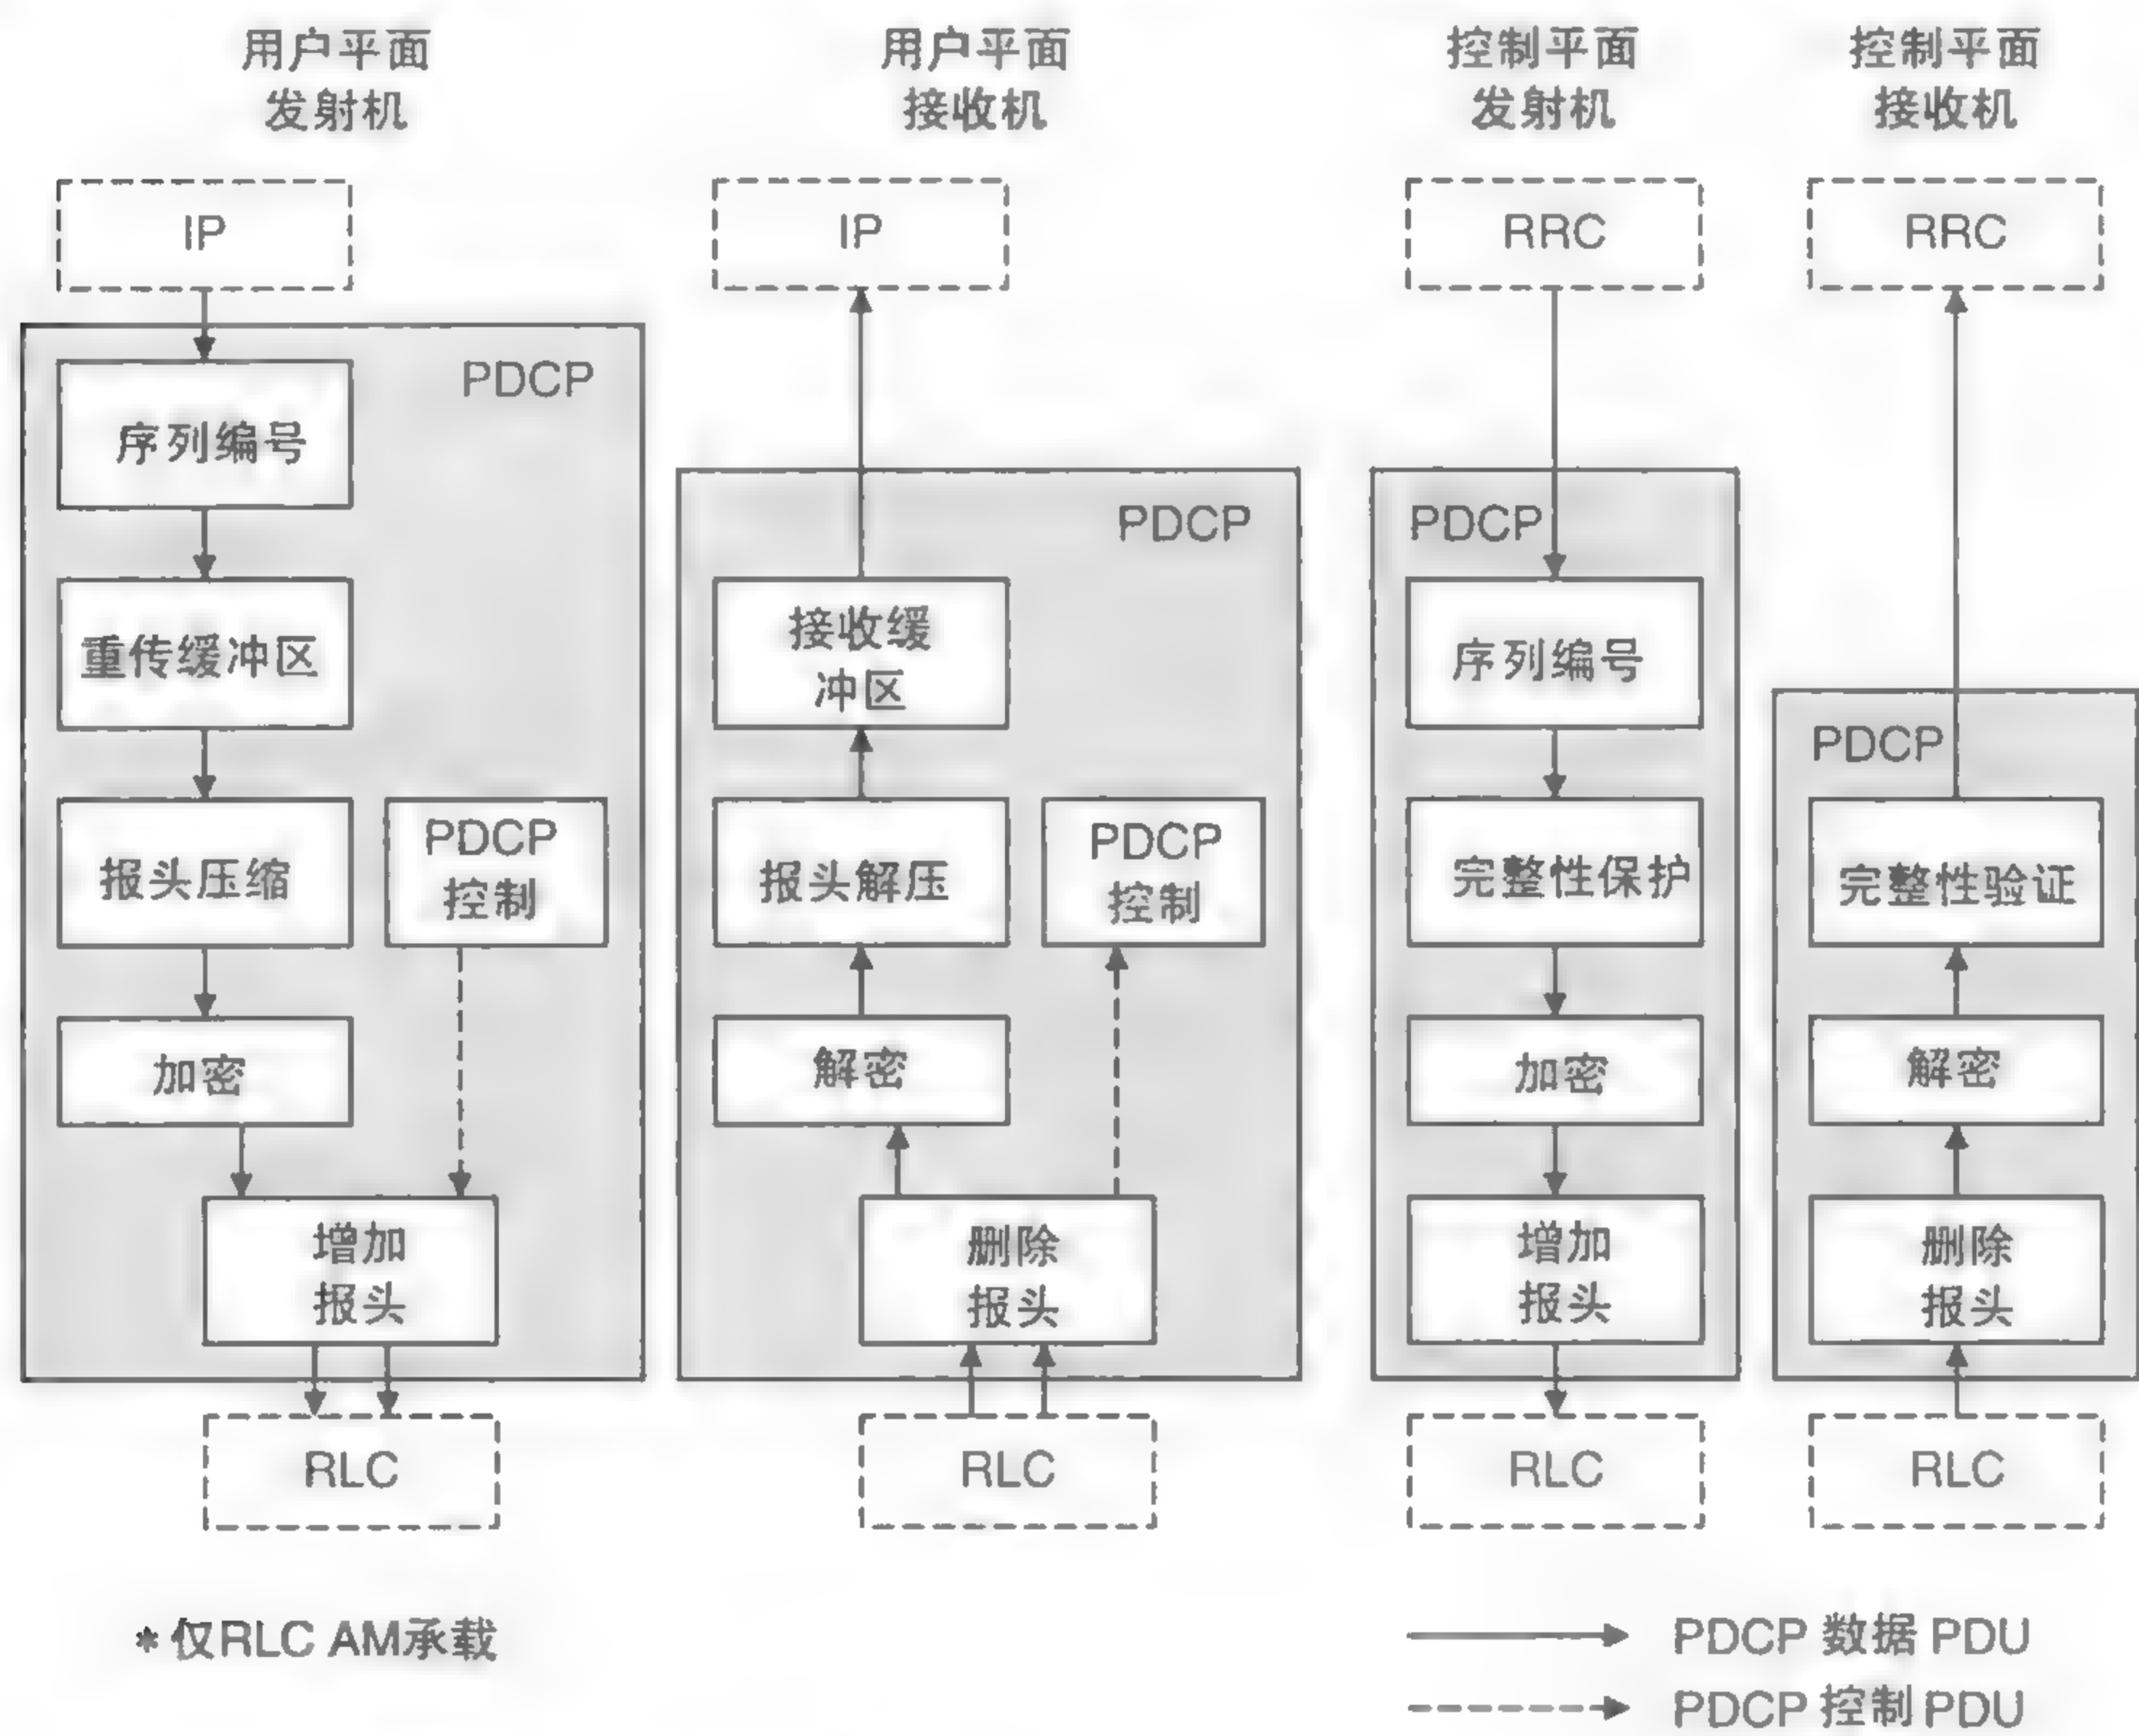 用户平面
发射机
用户平面
接收机
控制平面
发射机
控制平面
接收机
IP
IP
RRC
RRC
PDCP
序列编号
重传缓冲区
报头压缩
PDCP
控制
加密
增加
报头
RLC
PDCP
接收缓
冲区
报头解压
PDCP
控制
解密
删除
报头
RLC
PDCP
序列编号
完整性保护
加密
增加
报头
RLC
PDCP
完整性验证
解密
删除
报头
RLC
*仅RLC AM承载
PDCP 数据 PDU
PDCP 控制 PDU